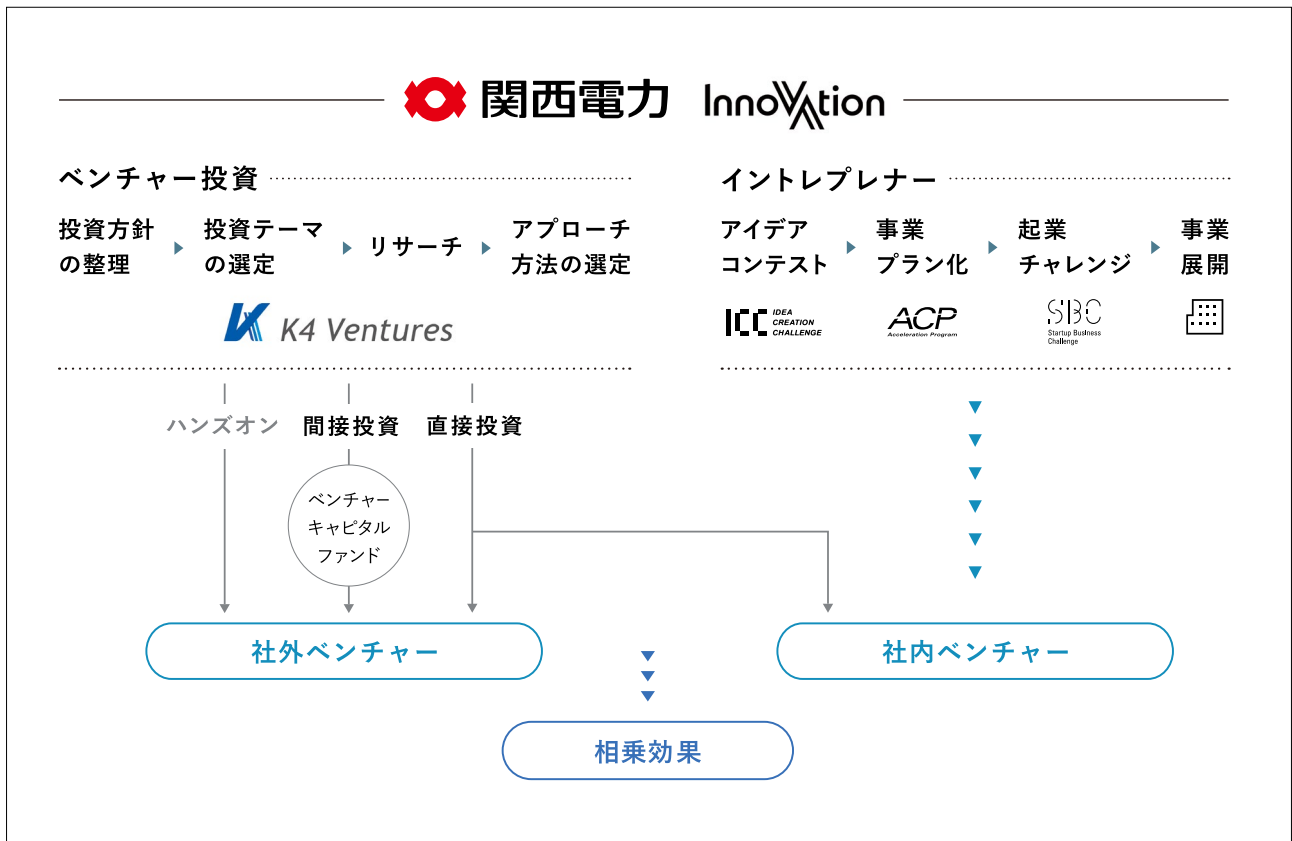 関西電力 InnoVAtion
ベンチャー投資
投資方針
の整理
投資テーマ
の選定
リサーチ
アプローチ
方法の選定
K4 Ventures
イントレプレナー
アイデア
コンテスト
事業
プラン化
起業
チャレンジ
事業
展開
ICC IDEA
CREATION
CHALLENGE
ACP
Acceleration Program
SBC
Startup Business
Challenge
ハンズオン
間接投資
直接投資
ベンチャー
キャピタル
ファンド
社外ベンチャー
社内ベンチャー
相乗効果